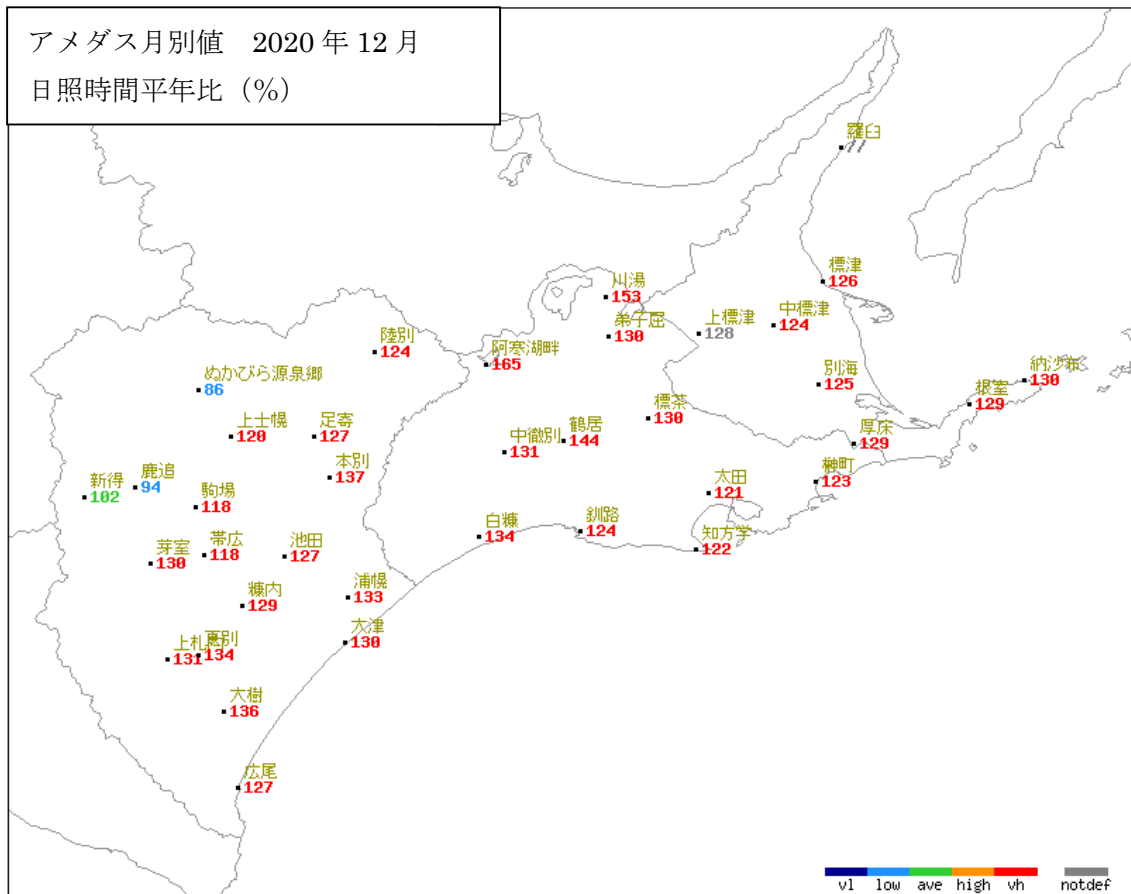 アメダス月別値　2020年12月
日照時間平年比（%）
羅臼
//
標津
126
川湯
153
中標津
124
上標津
128
弟子屈
130
陸別
124
阿寒湖畔
165
ぬかびら源泉郷
86
別海
125
納沙布
130
根室
129
上士幌
120
足寄
127
標茶
130
鶴居
144
中徹別
131
厚床
129
本別
137
新得
102
鹿追
94
駒場
118
太田
121
榊町
123
白糠
134
釧路
124
知方学
122
芽室
130
帯広
118
池田
127
糠内
129
浦幌
133
大津
130
上札
131
更別
134
大樹
136
広尾
127
vl low ave high vh notdef